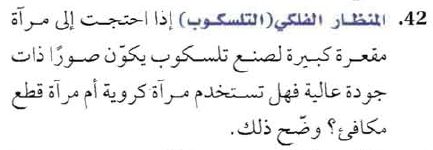 42. المنظار الفلكي(التلسكوب) إذا احتجت إلى مرآة
مقعرة كبيرة لصنع تلسكوب يكوّن صورًا ذات
جودة عالية فهل تستخدم مرآة كروية أم مرآة قطع
مكافئ؟ وضّح ذلك.